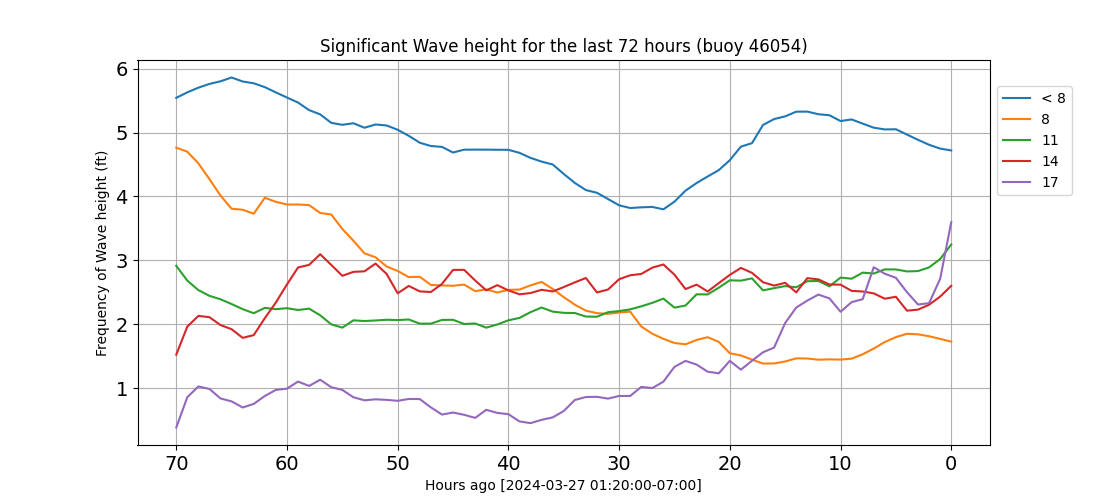 Significant Wave height for the last 72 hours (buoy 46054)
Frequency of Wave height (ft)
6
5
4
3
2
1
70 60 50 40 30 20 10 0
Hours ago [2024-03-27 01:20:00-07:00]
< 8
8
11
14
17